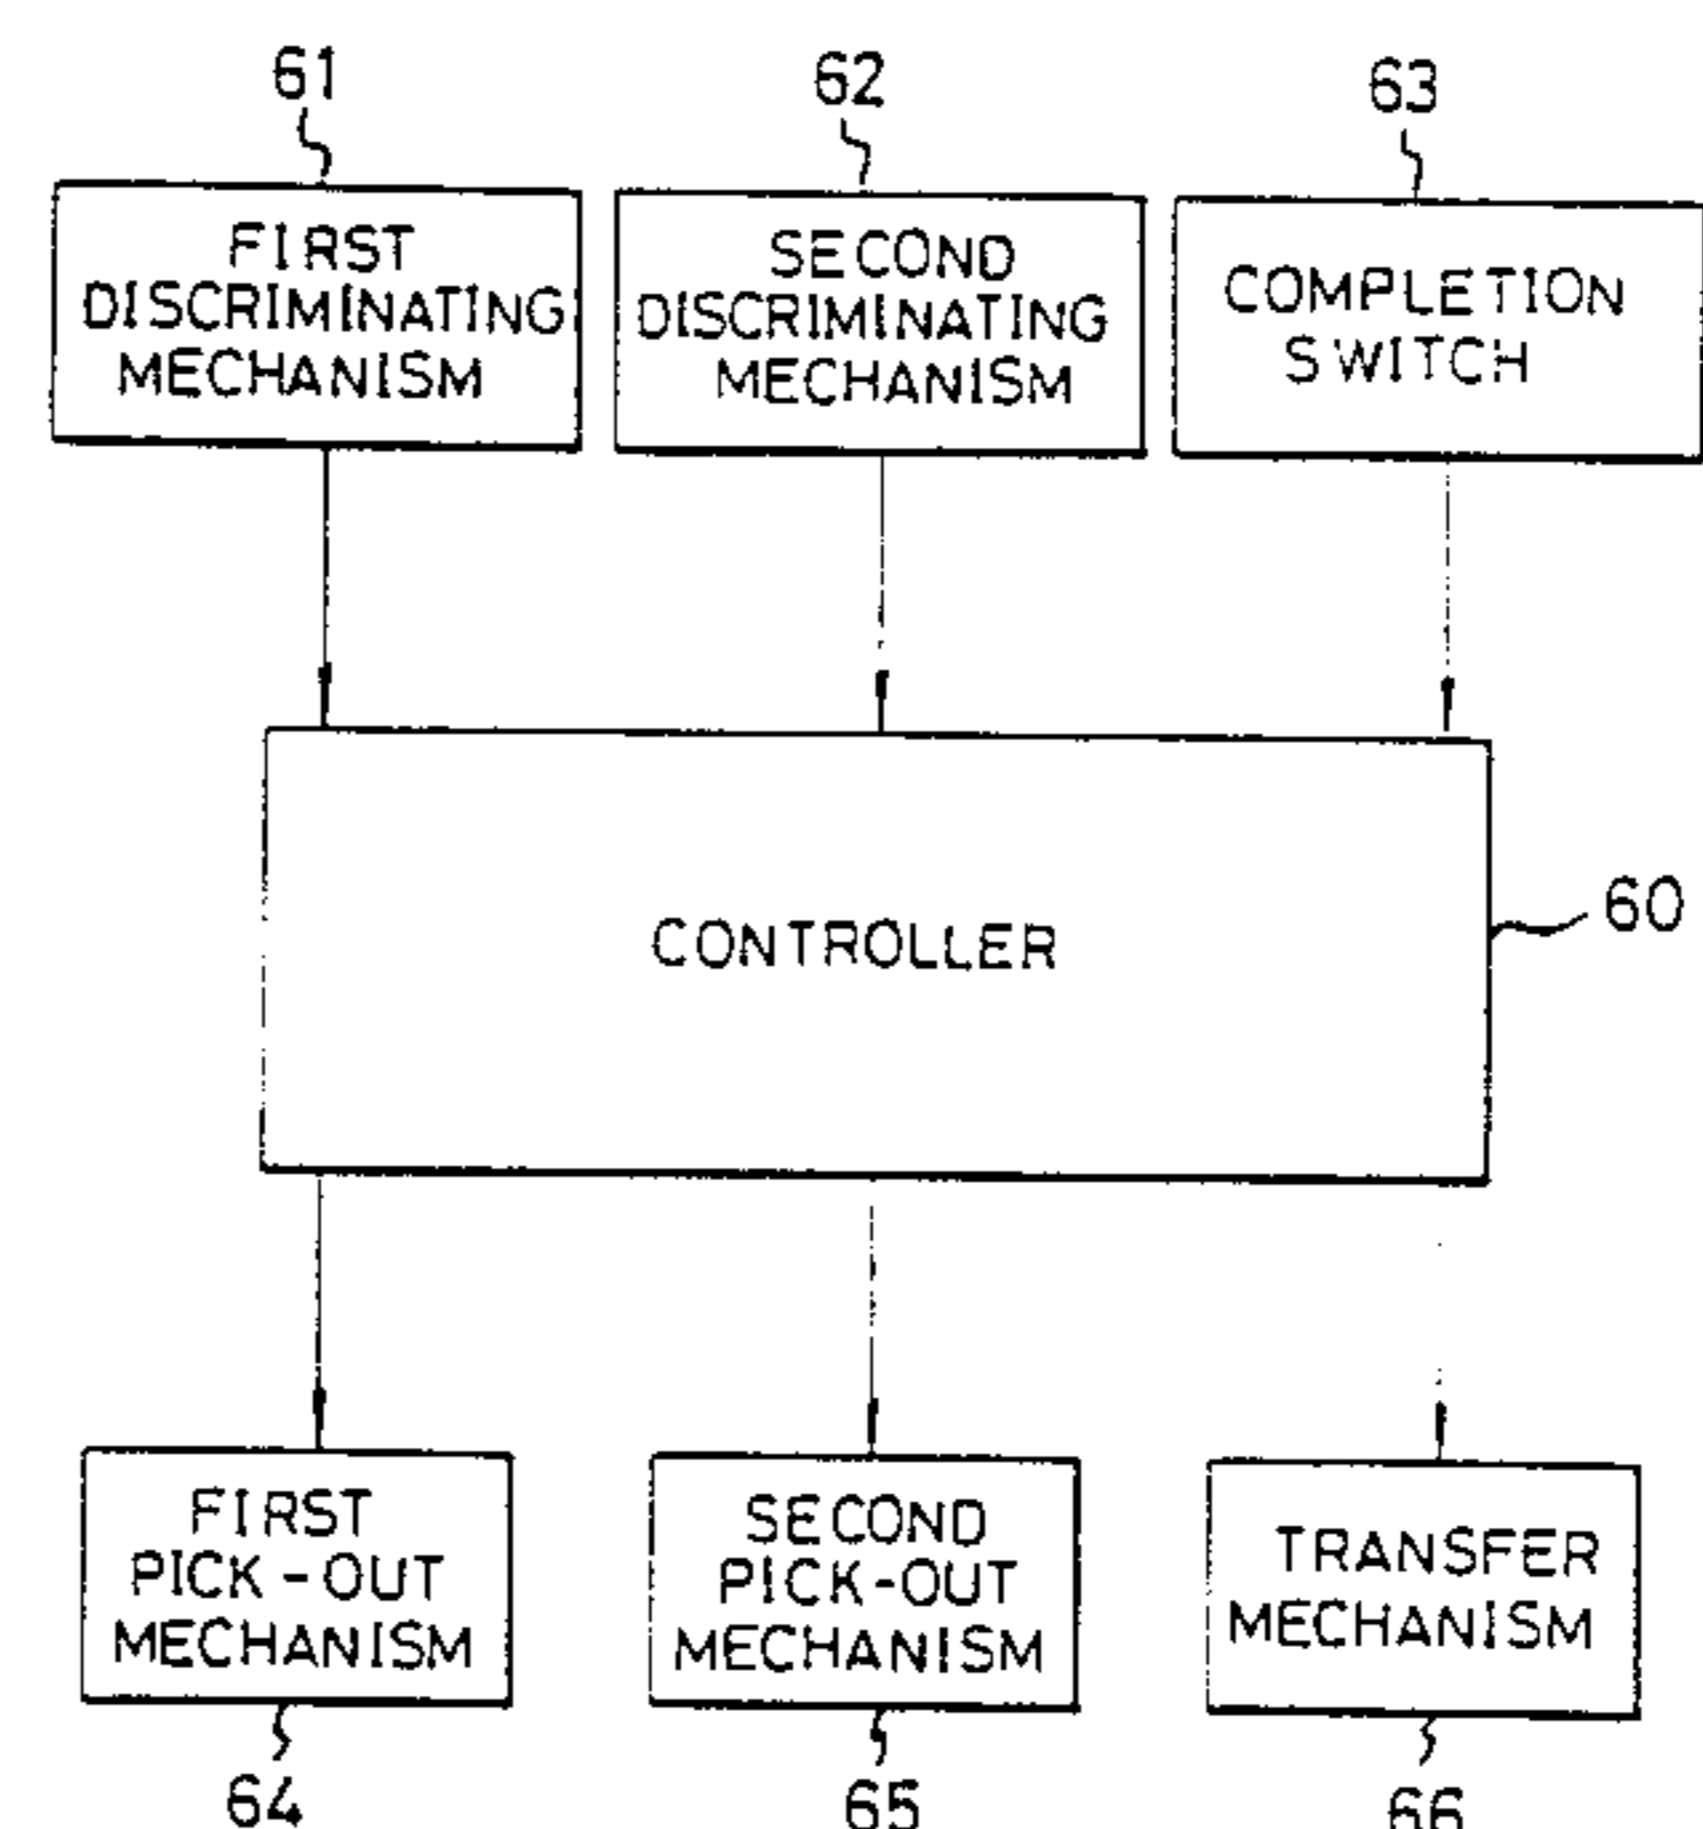 61
62
63
FIRST
DISCRIMINATING
MECHANISM
SECOND
DISCRIMINATING
MECHANISM
COMPLETION
SWITCH
CONTROLLER
60
FIRST
PICK-OUT
MECHANISM
SECOND
PICK-OUT
MECHANISM
TRANSFER
MECHANISM
64
65
66